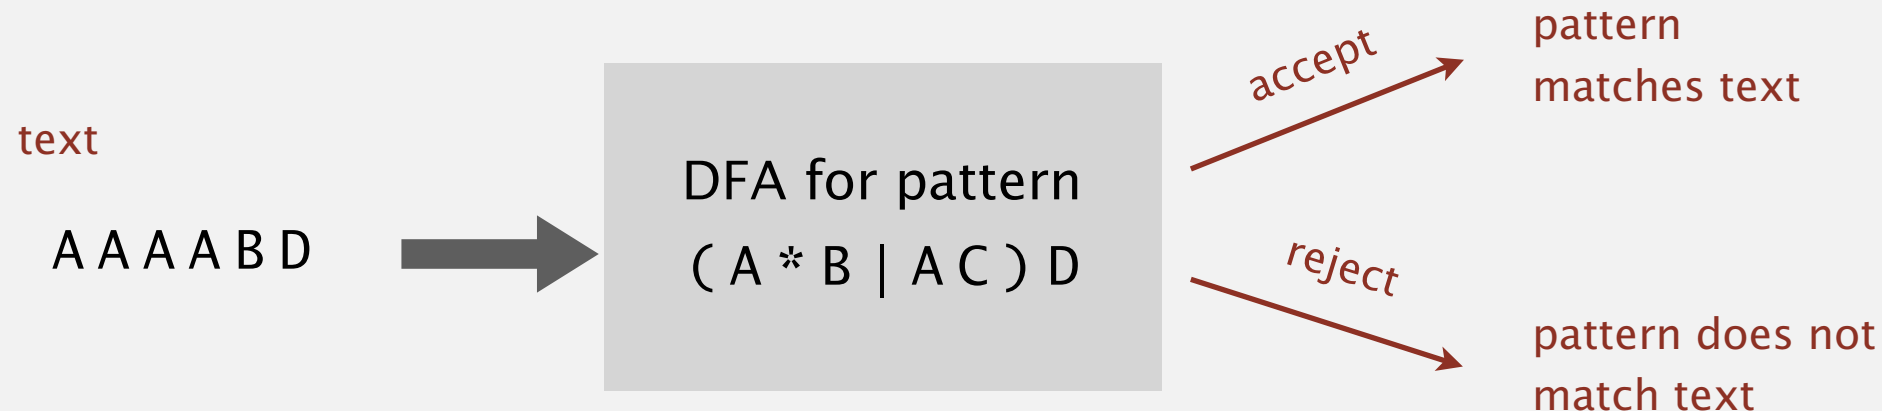 text
A A A A B D
DFA for pattern
( A * B | A C ) D
accept
pattern
matches text
reject
pattern does not
match text